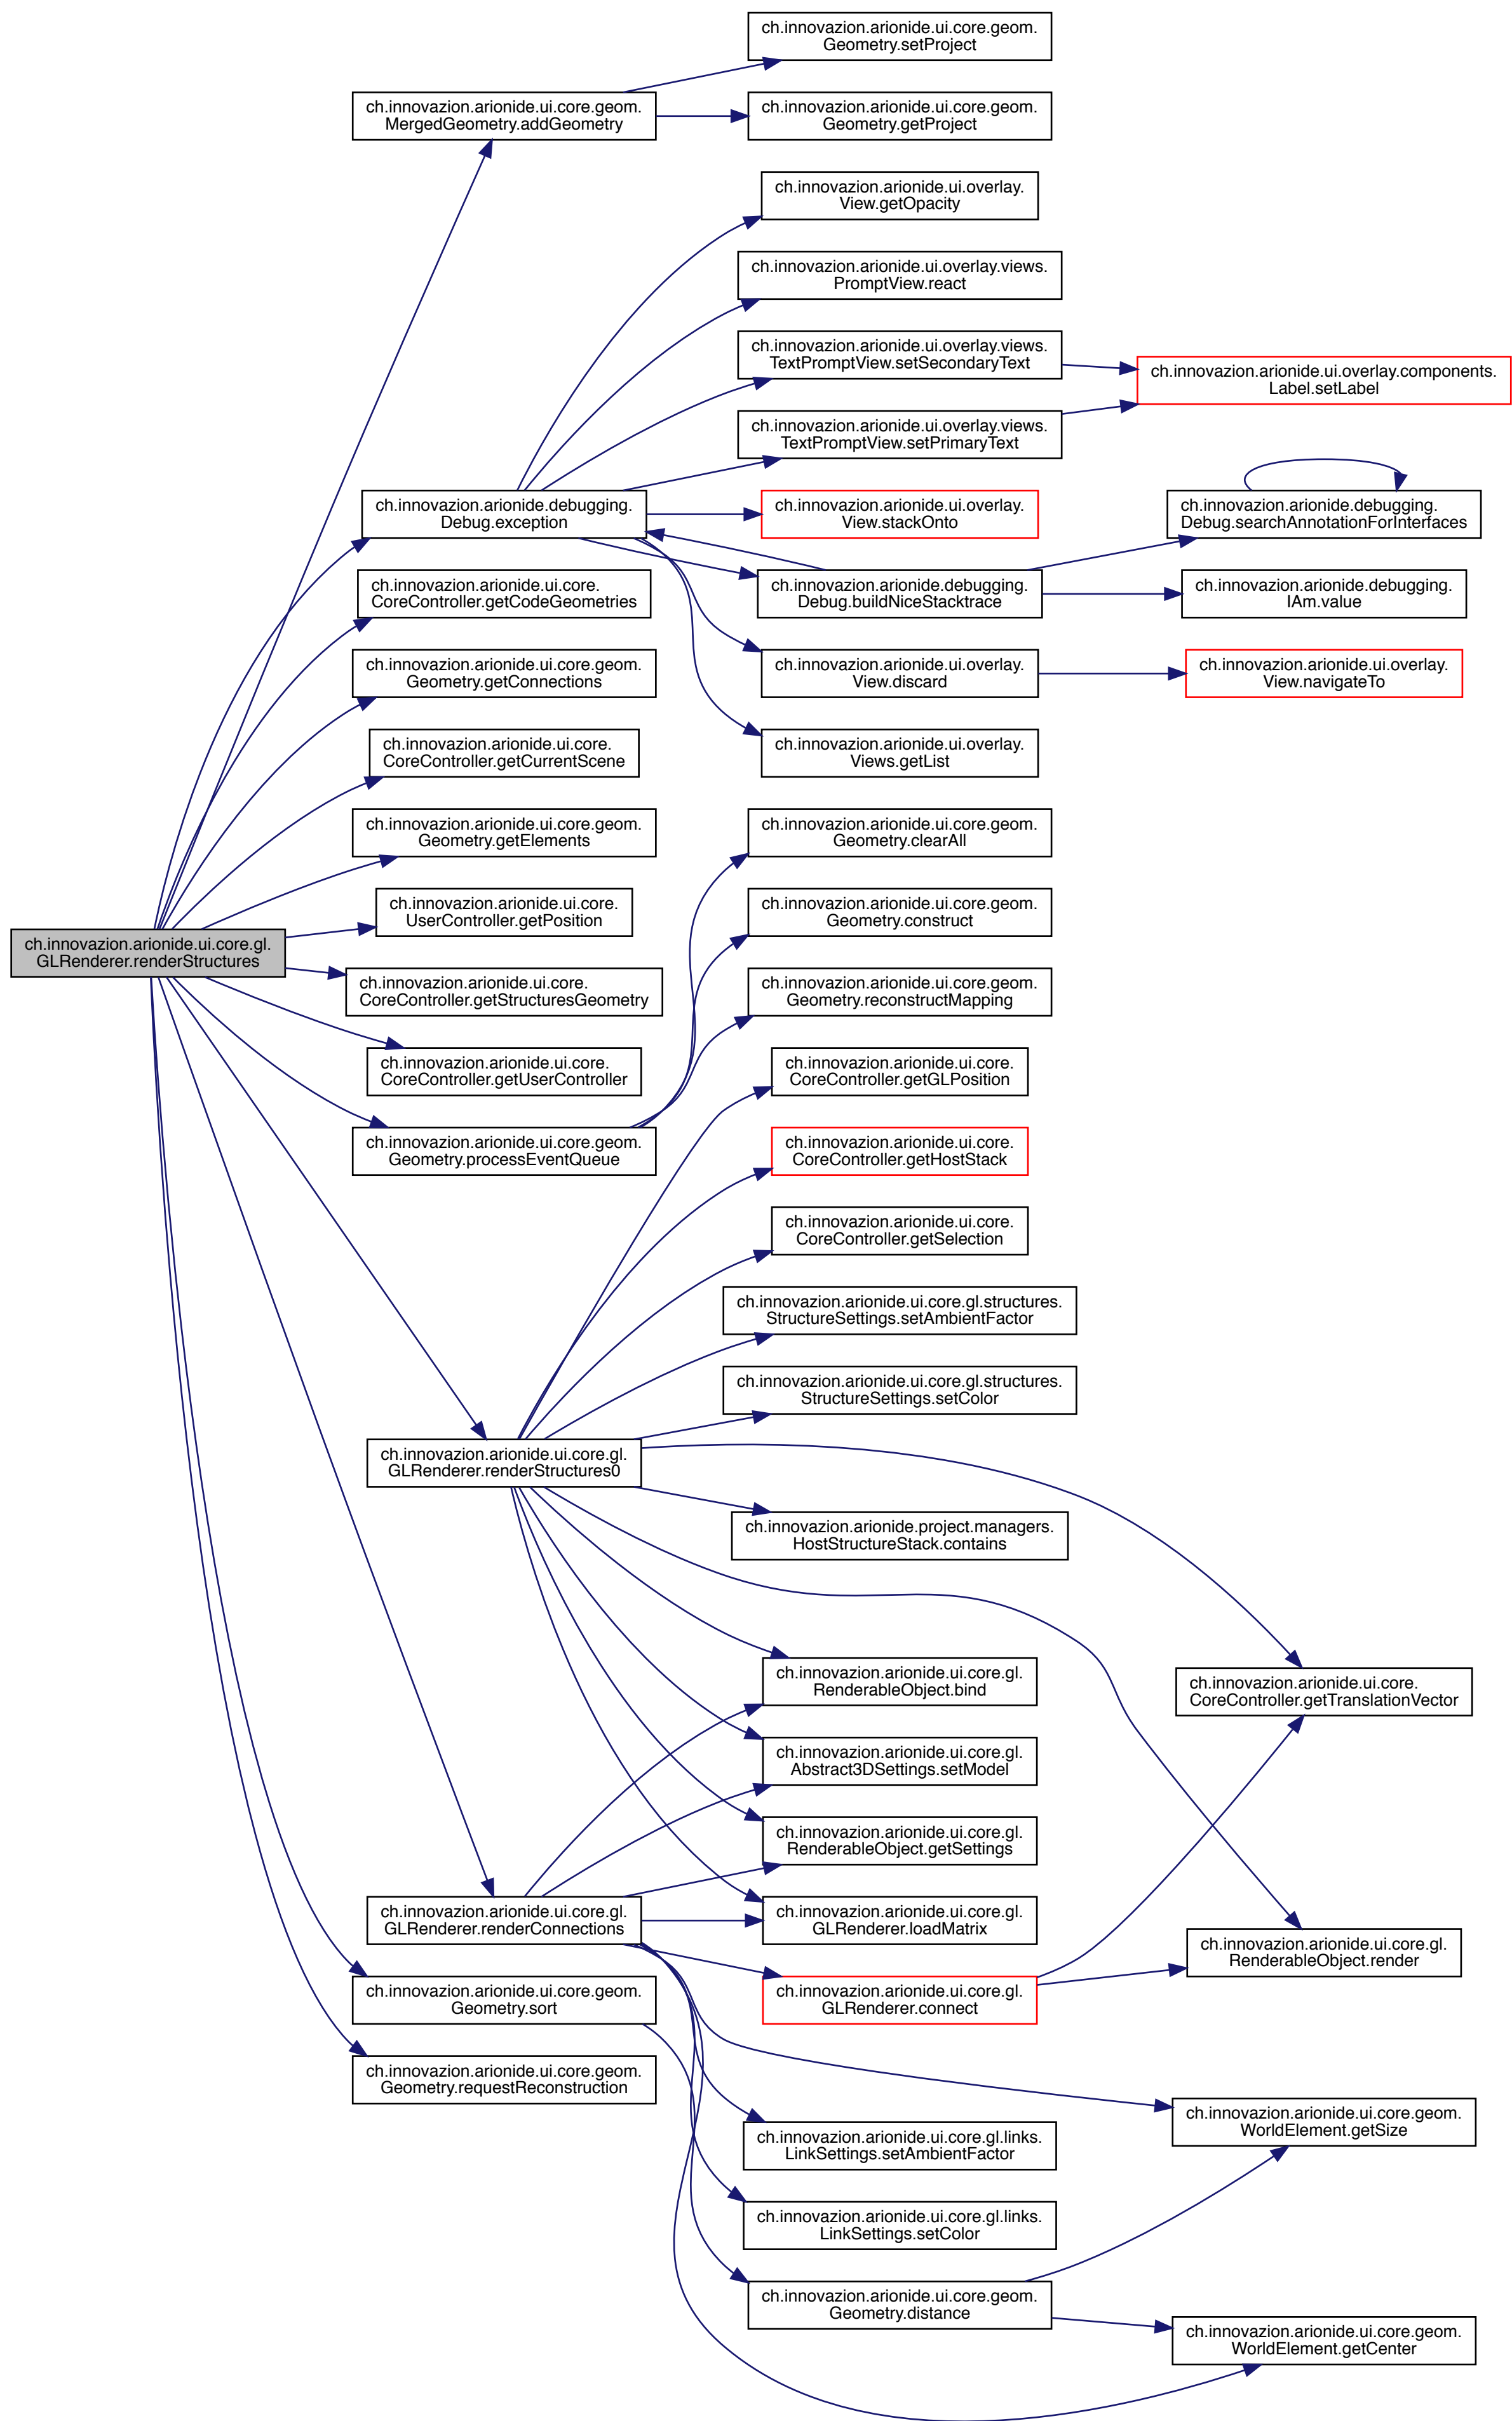 ch.innovazion.arionide.ui.core.geom.
Geometry.setProject
ch.innovazion.arionide.ui.core.geom.
MergedGeometry.addGeometry
ch.innovazion.arionide.ui.core.geom.
Geometry.getProject
ch.innovazion.arionide.ui.overlay.
View.getOpacity
ch.innovazion.arionide.ui.overlay.views.
PromptView.react
ch.innovazion.arionide.ui.overlay.views.
TextPromptView.setSecondaryText
ch.innovazion.arionide.ui.overlay.components.
Label.setLabel
ch.innovazion.arionide.ui.overlay.views.
TextPromptView.setPrimaryText
ch.innovazion.arionide.debugging.
Debug.exception
ch.innovazion.arionide.ui.overlay.
View.stackOnto
ch.innovazion.arionide.debugging.
Debug.searchAnnotationForInterfaces
ch.innovazion.arionide.ui.core.
CoreController.getCodeGeometries
ch.innovazion.arionide.debugging.
Debug.buildNiceStacktrace
ch.innovazion.arionide.debugging.
IAm.value
ch.innovazion.arionide.ui.core.geom.
Geometry.getConnections
ch.innovazion.arionide.ui.overlay.
View.discard
ch.innovazion.arionide.ui.overlay.
View.navigateTo
ch.innovazion.arionide.ui.core.
CoreController.getCurrentScene
ch.innovazion.arionide.ui.overlay.
Views.getList
ch.innovazion.arionide.ui.core.geom.
Geometry.getElements
ch.innovazion.arionide.ui.core.geom.
Geometry.clearAll
ch.innovazion.arionide.ui.core.
UserController.getPosition
ch.innovazion.arionide.ui.core.geom.
Geometry.construct
ch.innovazion.arionide.ui.core.gl.
GLRenderer.renderStructures
ch.innovazion.arionide.ui.core.
CoreController.getStructuresGeometry
ch.innovazion.arionide.ui.core.geom.
Geometry.reconstructMapping
ch.innovazion.arionide.ui.core.
CoreController.getUserController
ch.innovazion.arionide.ui.core.
CoreController.getGLPosition
ch.innovazion.arionide.ui.core.geom.
Geometry.processEventQueue
ch.innovazion.arionide.ui.core.
CoreController.getHostStack
ch.innovazion.arionide.ui.core.
CoreController.getSelection
ch.innovazion.arionide.ui.core.gl.structures.
StructureSettings.setAmbientFactor
ch.innovazion.arionide.ui.core.gl.structures.
StructureSettings.setColor
ch.innovazion.arionide.ui.core.gl.
GLRenderer.renderStructures0
ch.innovazion.arionide.project.managers.
HostStructureStack.contains
ch.innovazion.arionide.ui.core.gl.
RenderableObject.bind
ch.innovazion.arionide.ui.core.
CoreController.getTranslationVector
ch.innovazion.arionide.ui.core.gl.
Abstract3DSettings.setModel
ch.innovazion.arionide.ui.core.gl.
RenderableObject.getSettings
ch.innovazion.arionide.ui.core.gl.
GLRenderer.renderConnections
ch.innovazion.arionide.ui.core.gl.
GLRenderer.loadMatrix
ch.innovazion.arionide.ui.core.gl.
RenderableObject.render
ch.innovazion.arionide.ui.core.geom.
Geometry.sort
ch.innovazion.arionide.ui.core.gl.
GLRenderer.connect
ch.innovazion.arionide.ui.core.geom.
Geometry.requestReconstruction
ch.innovazion.arionide.ui.core.geom.
WorldElement.getSize
ch.innovazion.arionide.ui.core.gl.links.
LinkSettings.setAmbientFactor
ch.innovazion.arionide.ui.core.gl.links.
LinkSettings.setColor
ch.innovazion.arionide.ui.core.geom.
Geometry.distance
ch.innovazion.arionide.ui.core.geom.
WorldElement.getCenter